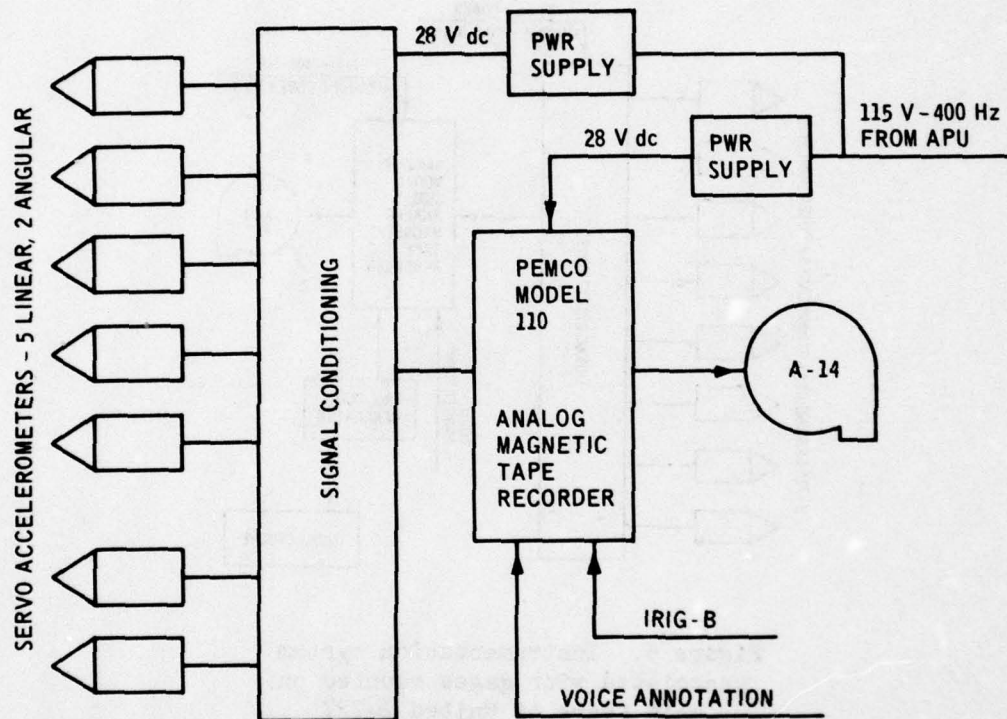 SERVO ACCELEROMETERS - 5 LINEAR, 2 ANGULAR
SIGNAL CONDITIONING
28 V dc
PWR
SUPPLY
115 V - 400 Hz
FROM APU
28 V dc
PWR
SUPPLY
PEMCO
MODEL
110
ANALOG
MAGNETIC
TAPE
RECORDER
A-14
IRIG-B
VOICE ANNOTATION